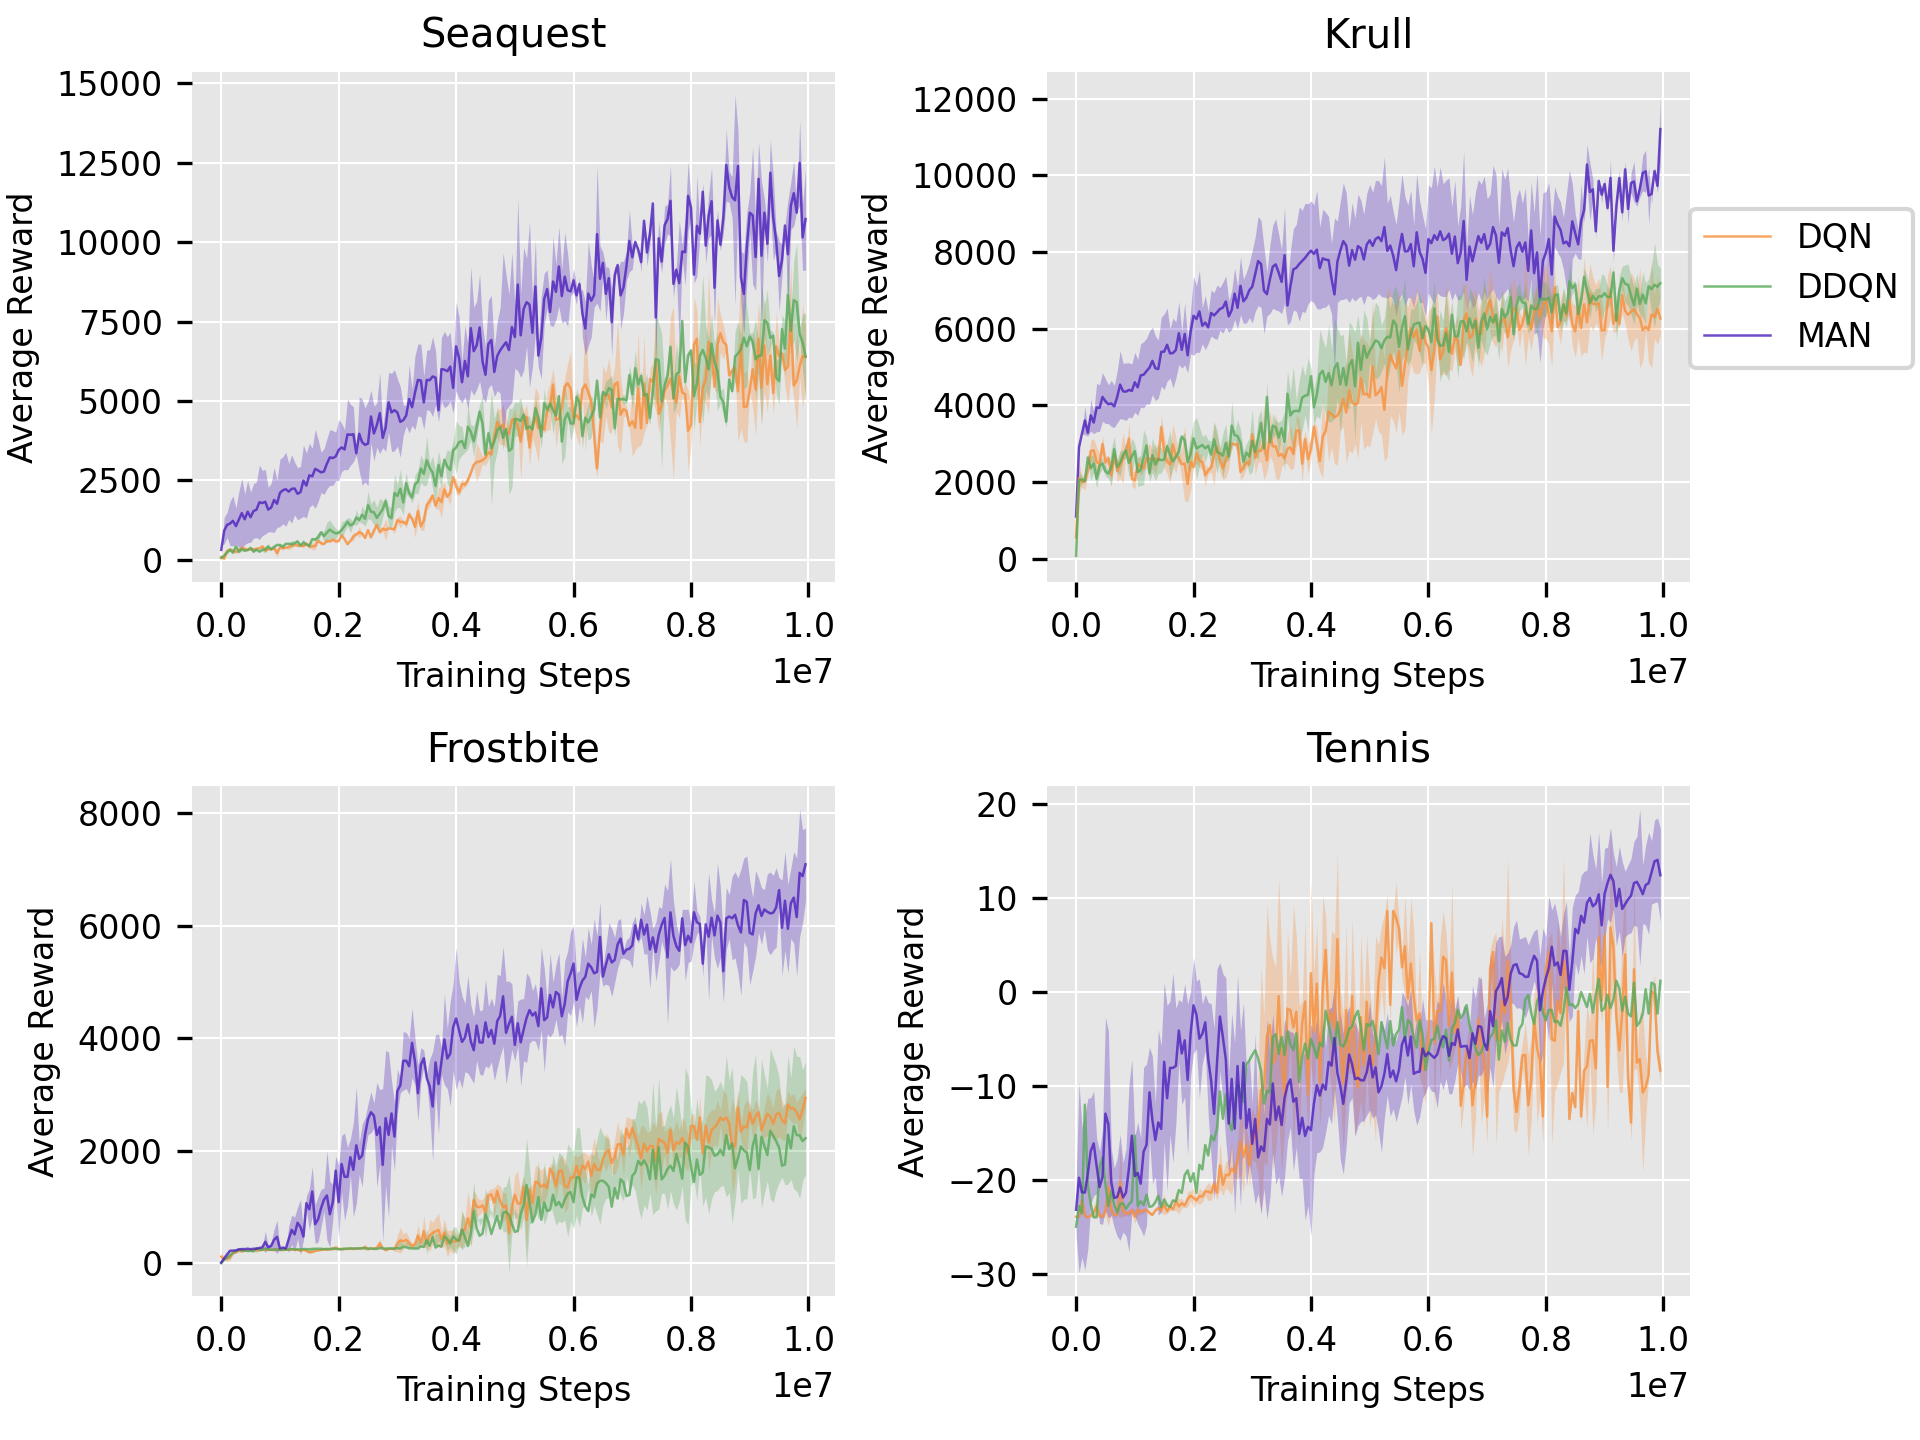 Seaquest
15000
12500
10000
7500
5000
2500
0
Average Reward
0.0 0.2 0.4 0.6 0.8 1.0
1e7
Training Steps
Krull
12000
10000
8000
6000
4000
2000
0
Average Reward
0.0 0.2 0.4 0.6 0.8 1.0
1e7
Training Steps
DQN
DDQN
MAN
Frostbite
8000
6000
4000
2000
0
Average Reward
0.0 0.2 0.4 0.6 0.8 1.0
1e7
Training Steps
Tennis
20
10
0
−10
−20
−30
Average Reward
0.0 0.2 0.4 0.6 0.8 1.0
1e7
Training Steps